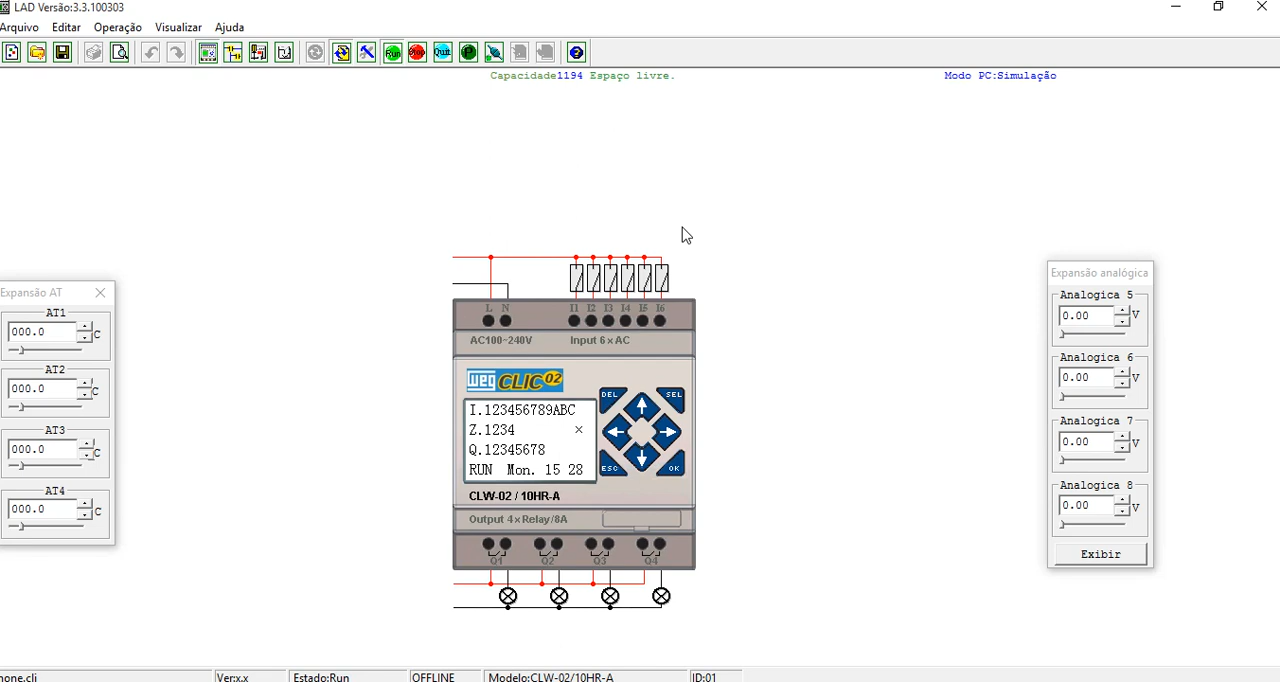 LAD Versão:3.3.100303
Arquivo Editar Operação Visualizar Ajuda
Run Stop Quit P
Capacidade1194 Espaço livre.
Modo PC:Simulação
Expansão AT
AT1
000.0 C
AT2
000.0 C
AT3
000.0 C
AT4
000.0 C
L N I1 I2 I3 I4 I5 I6
AC100~240V Input 6 x AC
weg CLIC 02
DEL SEL
ESC OK
I.123456789ABC
Z.1234 ×
Q.12345678
RUN Mon. 15 28
CLW-02 / 10HR-A
Output 4 x Relay/8A
Q1 Q2 Q3 Q4
Expansão analógica
Analogica 5
0.00 V
Analogica 6
0.00 V
Analogica 7
0.00 V
Analogica 8
0.00 V
Exibir
none.cli Ver:x.x Estado:Run OFFLINE Modelo:CLW-02/10HR-A ID:01